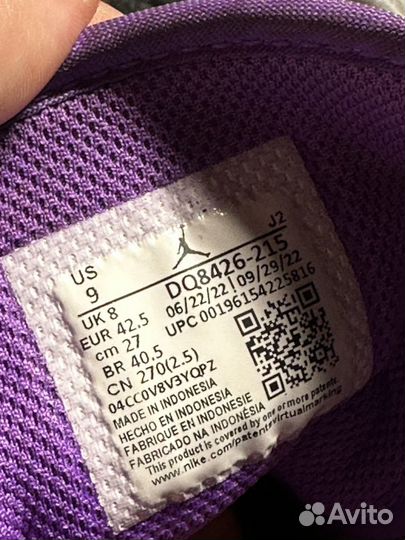 US
9
J2
UK 8
EUR 42.5
cm 27
BR 40.5
CN 270(2.5)
04CC0V8V3YQPZ
DQ8426-215
06/22/22 | 09/29/22
UPC 00196154225816
MADE IN INDONESIA
HECHO EN INDONESIA
FABRIQUE EN INDONESIE
FABRICADO NA INDONÉSIA
This product is covered by one or more patents.
www.nike.com/patentsvirtualmarking
Avito